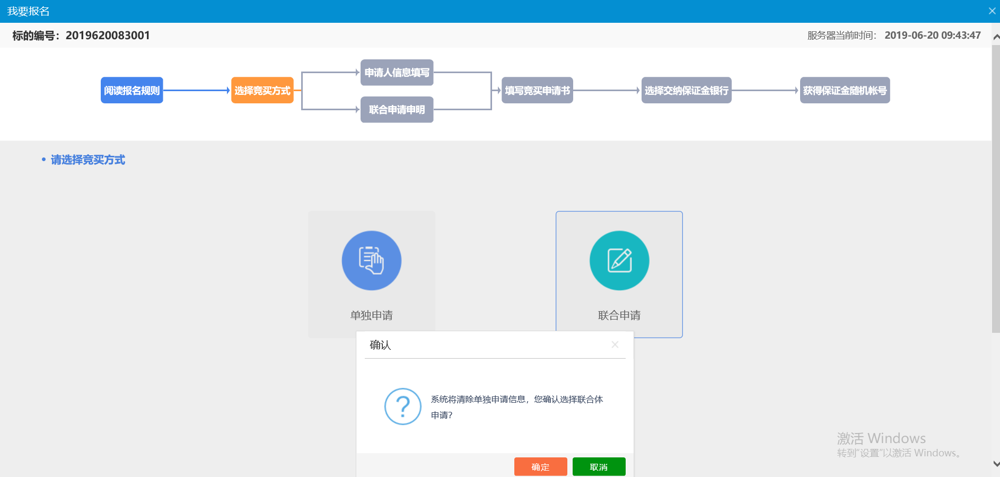 我要报名
标的编号：2019620083001
服务器当前时间： 2019-06-20 09:43:47
阅读报名规则
选择竞买方式
申请人信息填写
联合申请申明
填写竞买申请书
选择交纳保证金银行
获得保证金随机帐号
• 请选择竞买方式
单独申请
联合申请
确认
系统将清除单独申请信息，您确认选择联合体
申请？
确定
取消
激活 Windows
转到“设置”以激活 Windows。